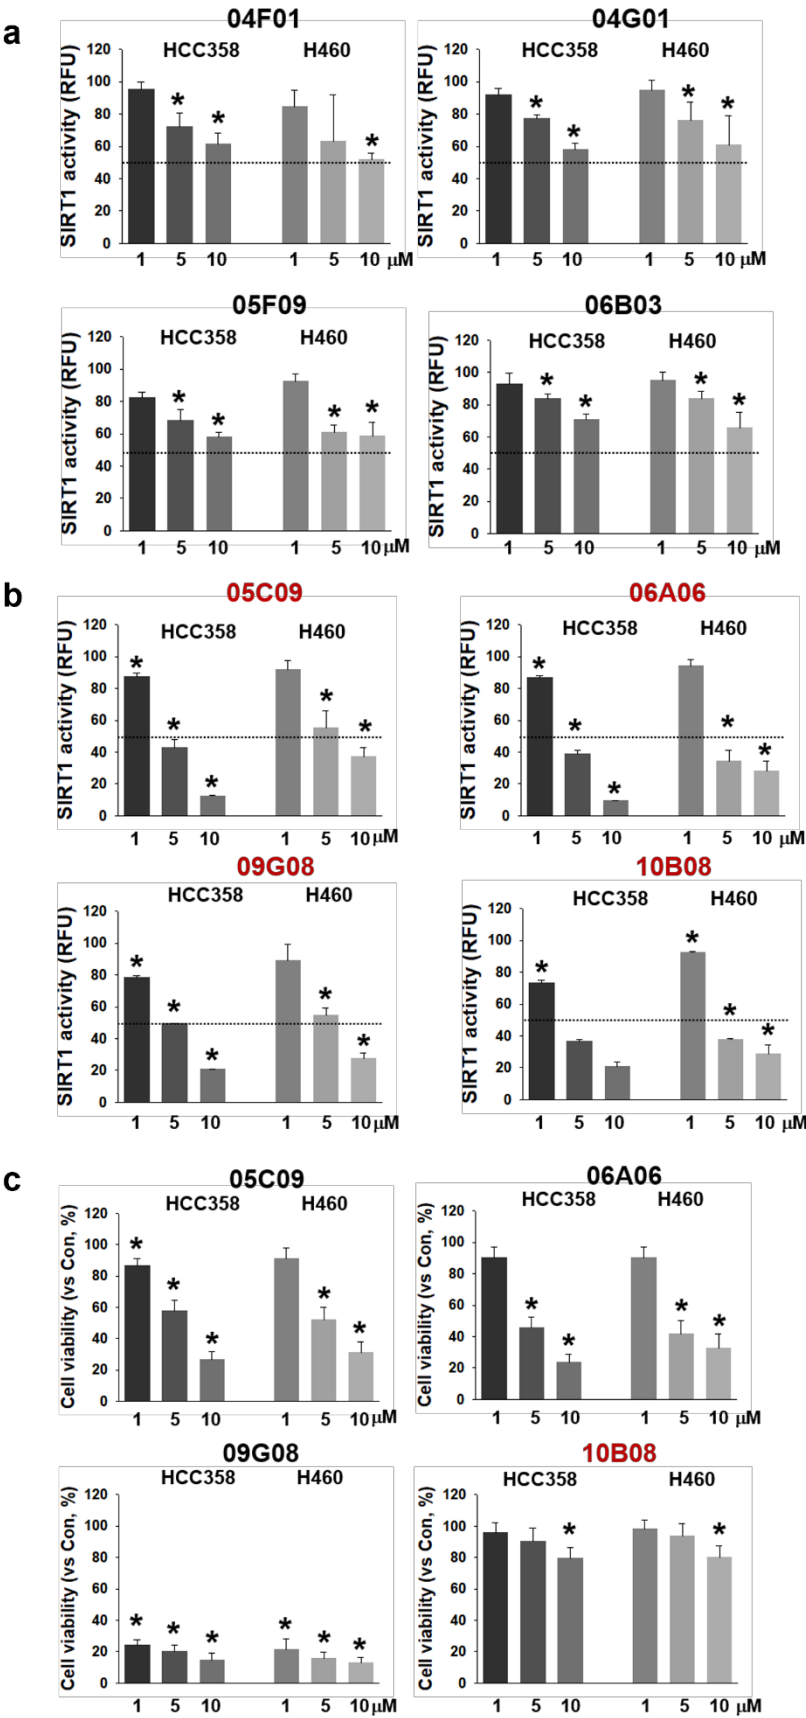 a
04F01 04G01
HCC358 H460 HCC358 H460
SIRT1 activity (RFU) SIRT1 activity (RFU)
120 120
100 100
80 80
60 60
40 40
20 20
0 0
* * * * * * *
1 5 10 1 5 10 μM 1 5 10 1 5 10 μM
05F09 06B03
HCC358 H460 HCC358 H460
SIRT1 activity (RFU) SIRT1 activity (RFU)
120 120
100 100
80 80
60 60
40 40
20 20
0 0
* * * * * * * *
1 5 10 1 5 10 μM 1 5 10 1 5 10 μM
b
05C09 06A06
HCC358 H460 HCC358 H460
SIRT1 activity (RFU) SIRT1 activity (RFU)
120 120
100 100
80 80
60 60
40 40
20 20
0 0
* * * * * * * * * *
1 5 10 1 5 10 μM 1 5 10 1 5 10 μM
09G08 10B08
HCC358 H460 HCC358 H460
SIRT1 activity (RFU) SIRT1 activity (RFU)
120 120
100 100
80 80
60 60
40 40
20 20
0 0
* * * * * * * * *
1 5 10 1 5 10 μM 1 5 10 1 5 10 μM
c
05C09 06A06
HCC358 H460 HCC358 H460
Cell viability (vs Con, %) Cell viability (vs Con, %)
120 120
100 100
80 80
60 60
40 40
20 20
0 0
* * * * * * * * *
1 5 10 1 5 10 μM 1 5 10 1 5 10 μM
09G08 10B08
HCC358 H460 HCC358 H460
Cell viability (vs Con, %) Cell viability (vs Con, %)
120 120
100 100
80 80
60 60
40 40
20 20
0 0
* * * * * * * *
1 5 10 1 5 10 μM 1 5 10 1 5 10 μM